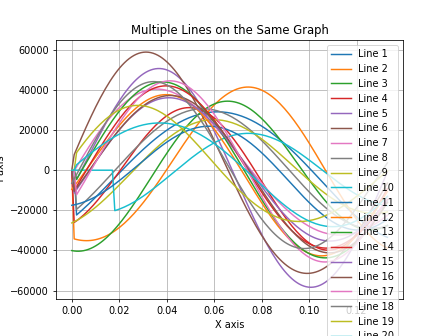 Multiple Lines on the Same Graph
60000
40000
20000
0
−20000
−40000
−60000
0.00
0.02
0.04
0.06
0.08
0.10
X axis
axis
Line 1
Line 2
Line 3
Line 4
Line 5
Line 6
Line 7
Line 8
Line 9
Line 10
Line 11
Line 12
Line 13
Line 14
Line 15
Line 16
Line 17
Line 18
Line 19
Line 20